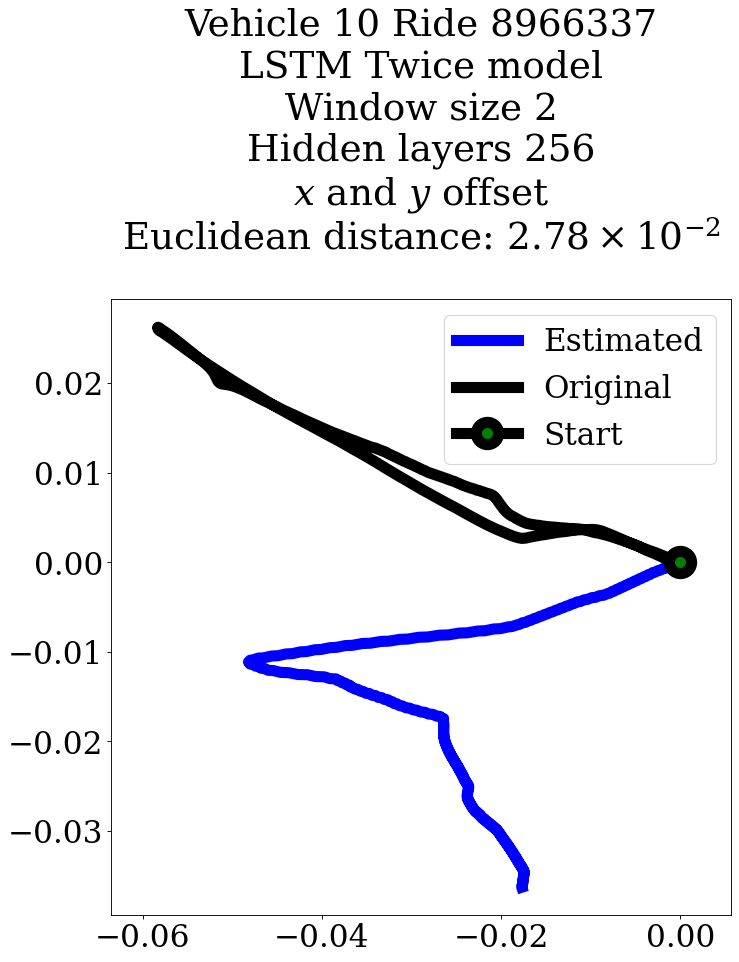 Vehicle 10 Ride 8966337
LSTM Twice model
Window size 2
Hidden layers 256
x and y offset
Euclidean distance: 2.78 × 10⁻²
Estimated
Original
Start
0.02
0.01
0.00
−0.01
−0.02
−0.03
−0.06
−0.04
−0.02
0.00